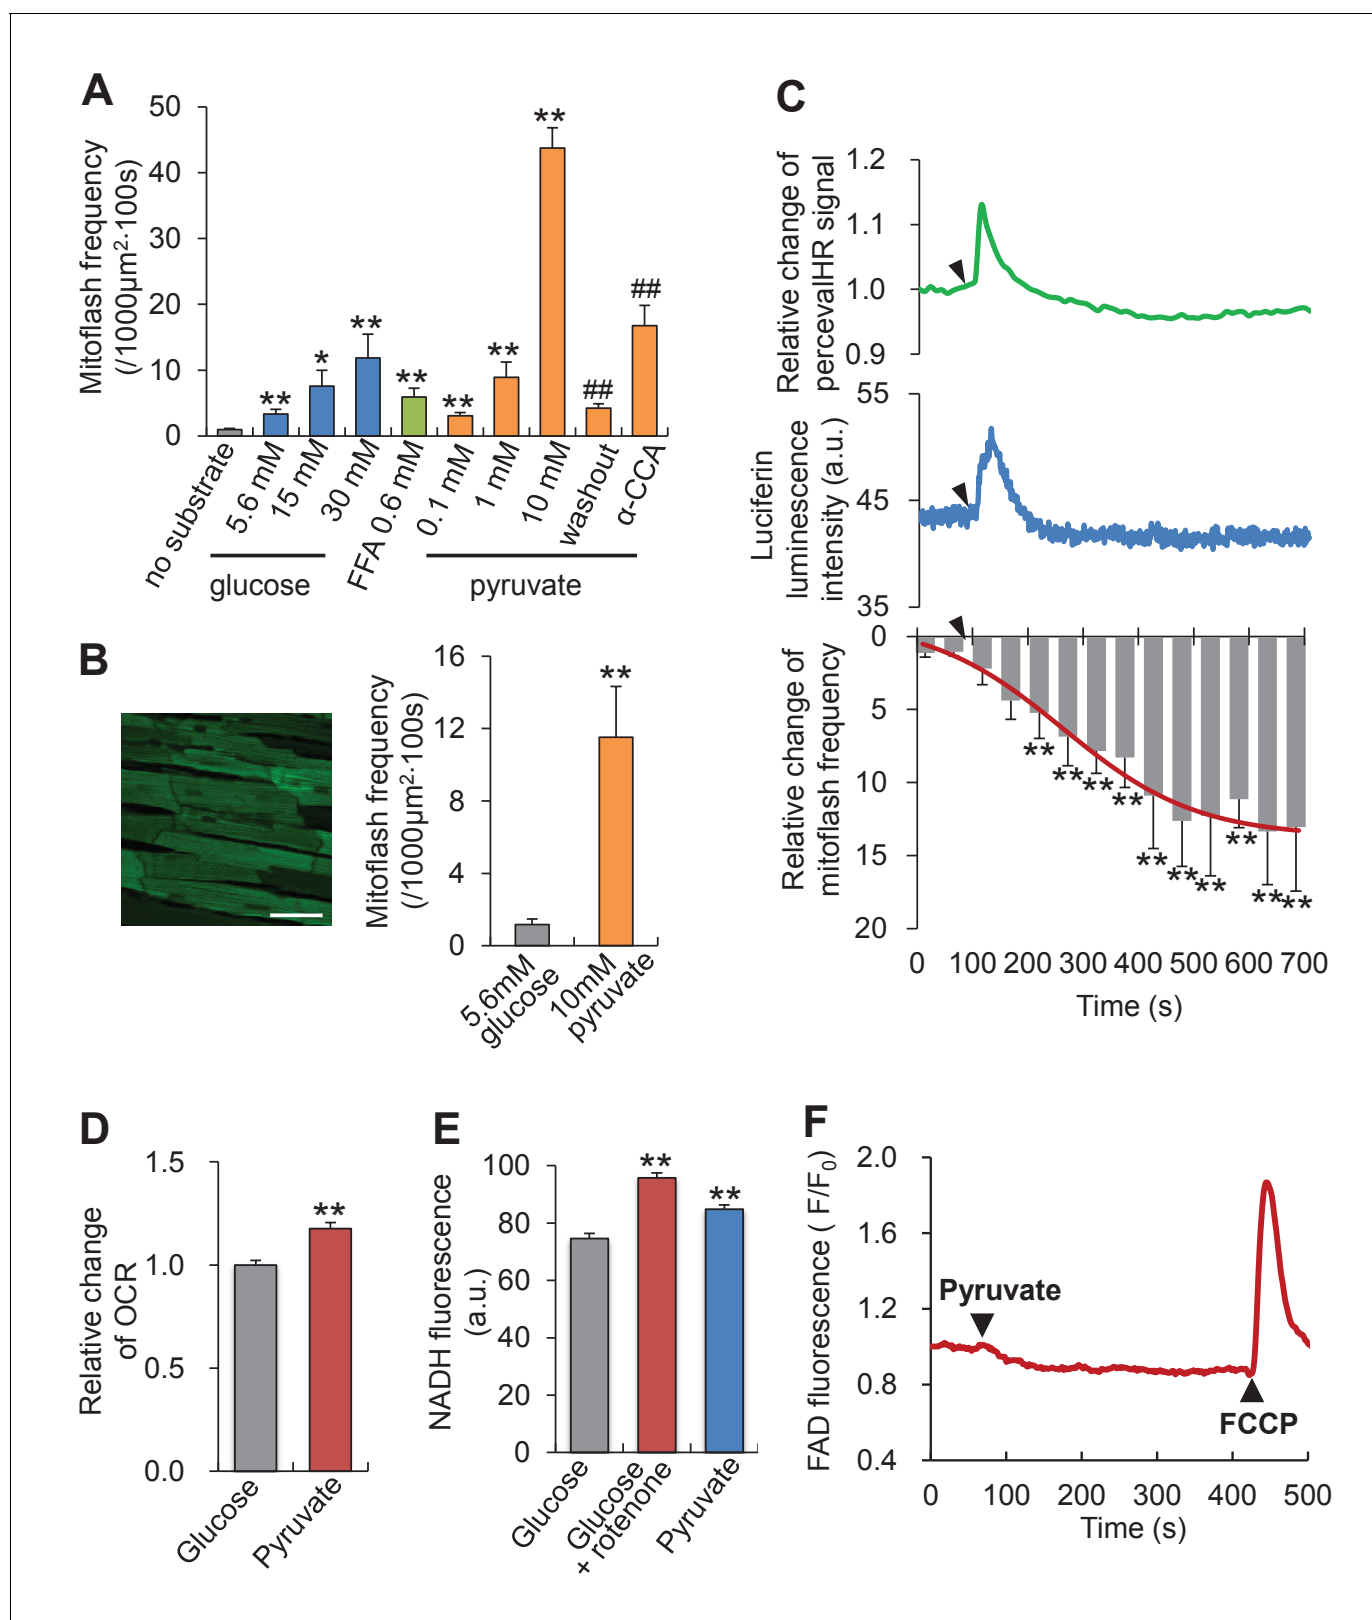 A
Mitoflash frequency
(/1000µm²·100s)
50
40
30
20
10
0
**
*
**
**
**
**
**
##
##
no substrate
5.6 mM
15 mM
30 mM
FFA 0.6 mM
0.1 mM
1 mM
10 mM
washout
α-CCA
glucose
pyruvate
B
Mitoflash frequency
(/1000µm²·100s)
16
12
8
4
0
**
5.6mM
glucose
10mM
pyruvate
C
Relative change of
percevalHR signal
1.2
1.1
1.0
0.9
Luciferin
luminescence
intensity (a.u.)
55
45
35
Relative change of
mitoflash frequency
0
5
10
15
20
**
**
**
**
**
**
**
**
**
**
0 100 200 300 400 500 600 700
Time (s)
D
Relative change
of OCR
1.5
1.0
0.5
0.0
**
Glucose
Pyruvate
E
NADH fluorescence
(a.u.)
100
80
60
40
20
0
**
**
Glucose
Glucose
+ rotenone
Pyruvate
F
FAD fluorescence ( F/F₀)
2.0
1.6
1.2
0.8
0.4
Pyruvate
FCCP
0 100 200 300 400 500
Time (s)